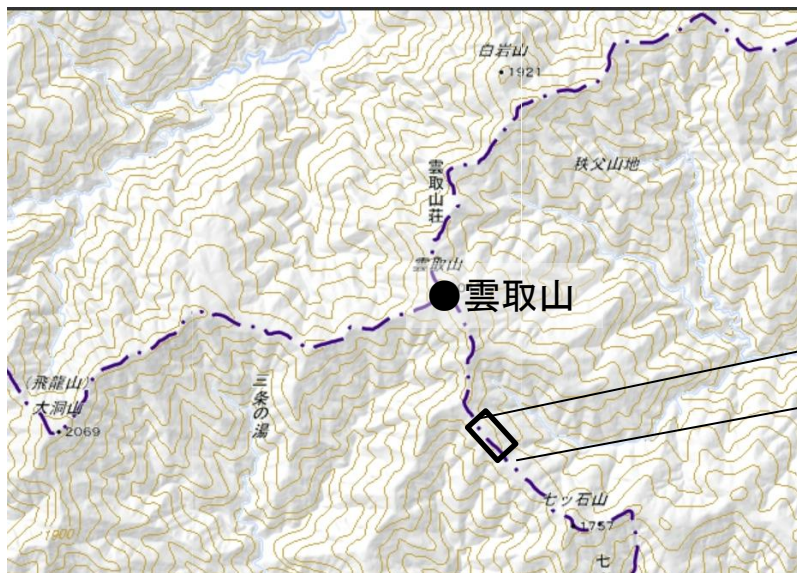 白岩山
1921
秩父山地
雲取山荘
雲取山
雲取山
(飛龍山)
大洞山
2069
三条の湯
七ッ石山
1757
1900
七